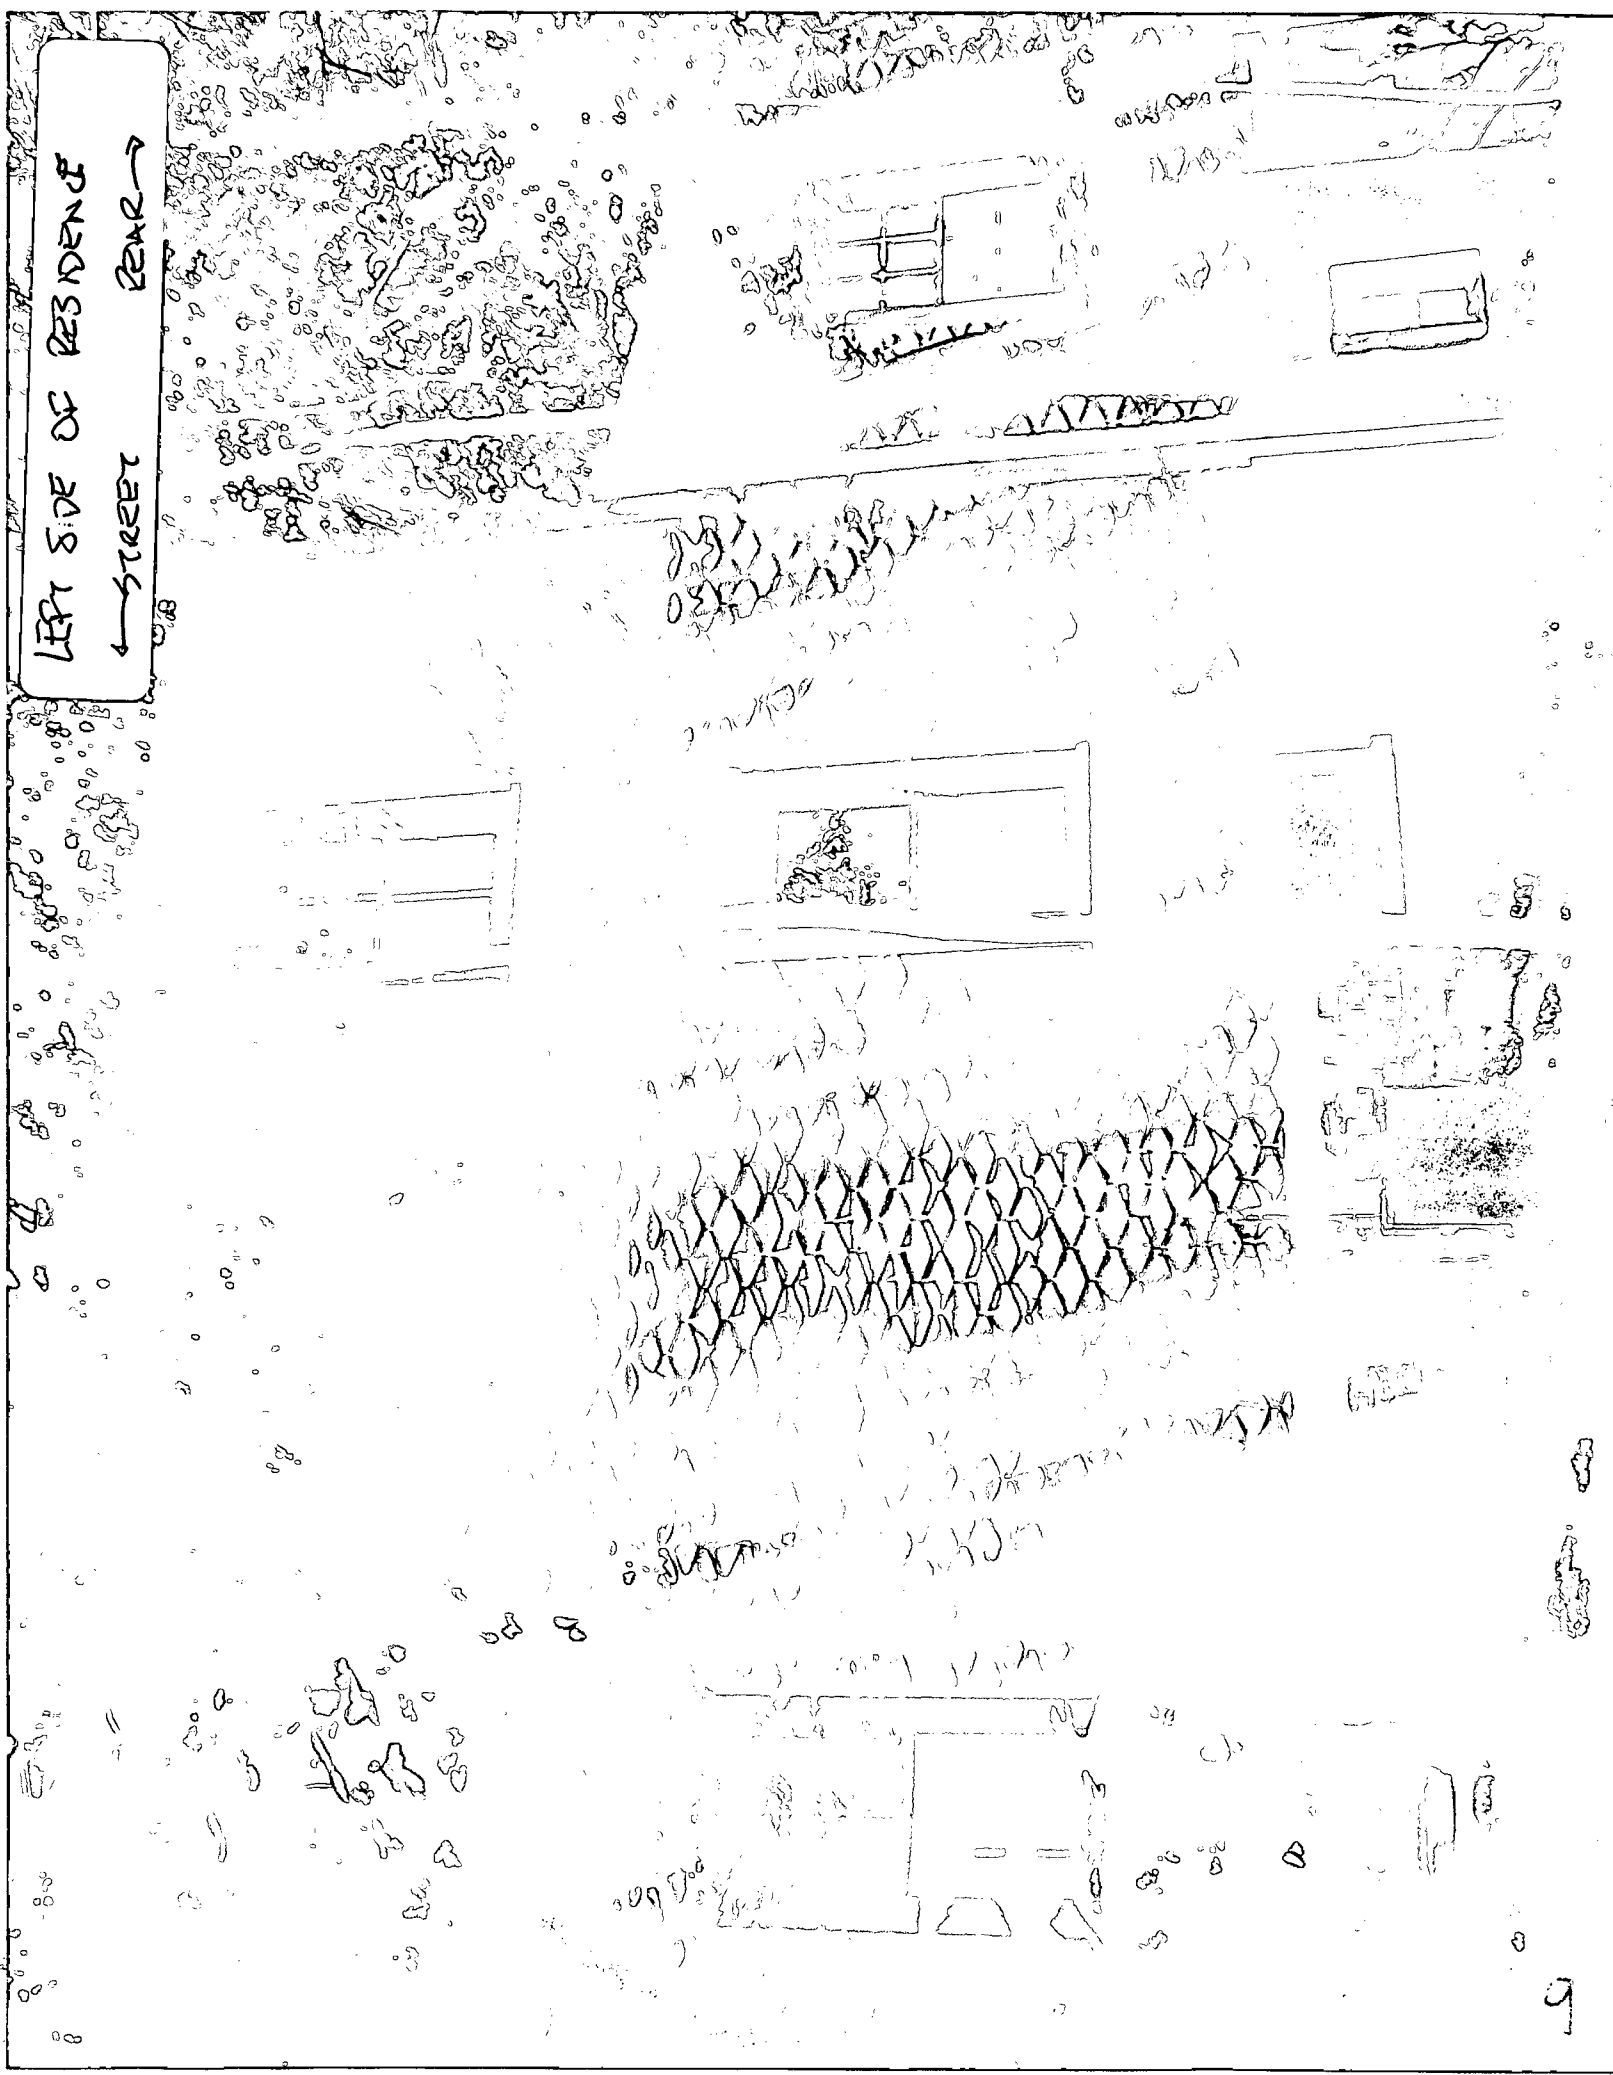 LEFT SIDE OF RESIDENCE
← STREET REAR →
9